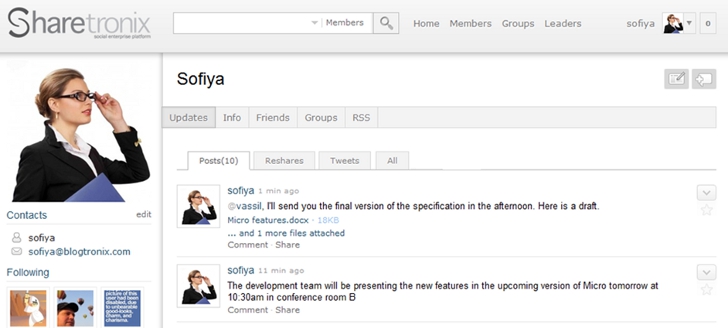 Sharetronix
social enterprise platform
Members
Home Members Groups Leaders
sofiya
0
Sofiya
Updates Info Friends Groups RSS
Posts(10) Reshares Tweets All
sofiya 1 min ago
@vassil, I'll send you the final version of the specification in the afternoon. Here is a draft.
Micro features.docx · 18KB
... and 1 more files attached
Comment · Share
sofiya 11 min ago
The development team will be presenting the new features in the upcoming version of Micro tomorrow at
10:30am in conference room B
Comment · Share
Contacts edit
sofiya
sofiya@blogtronix.com
Following
picture of
this user had
been disabled,
due to
unbearable
good-looks,
charm, and
charisma.